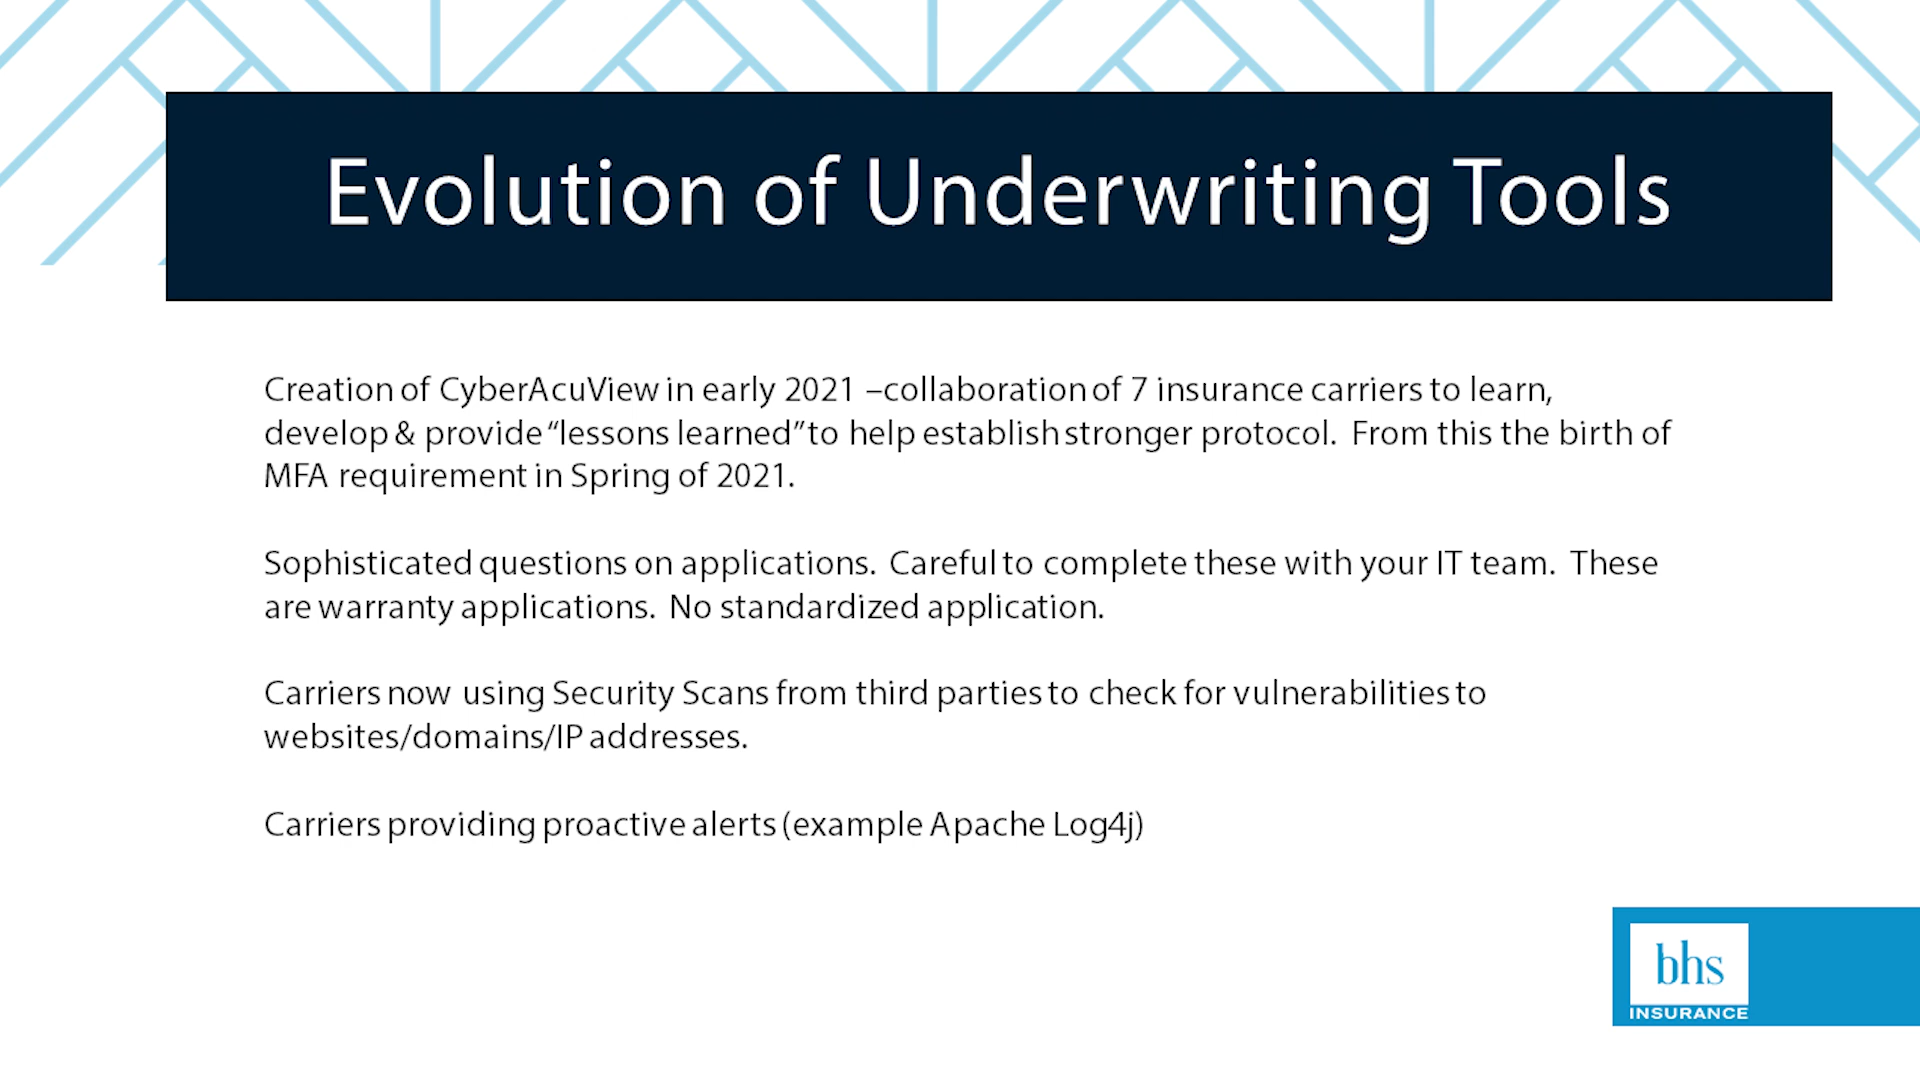 Evolution of Underwriting Tools
Creation of CyberAcuView in early 2021 –collaboration of 7 insurance carriers to learn,
develop & provide “lessons learned” to help establish stronger protocol. From this the birth of
MFA requirement in Spring of 2021.
Sophisticated questions on applications. Careful to complete these with your IT team. These
are warranty applications. No standardized application.
Carriers now using Security Scans from third parties to check for vulnerabilities to
websites/domains/IP addresses.
Carriers providing proactive alerts (example Apache Log4j)
bhs
INSURANCE